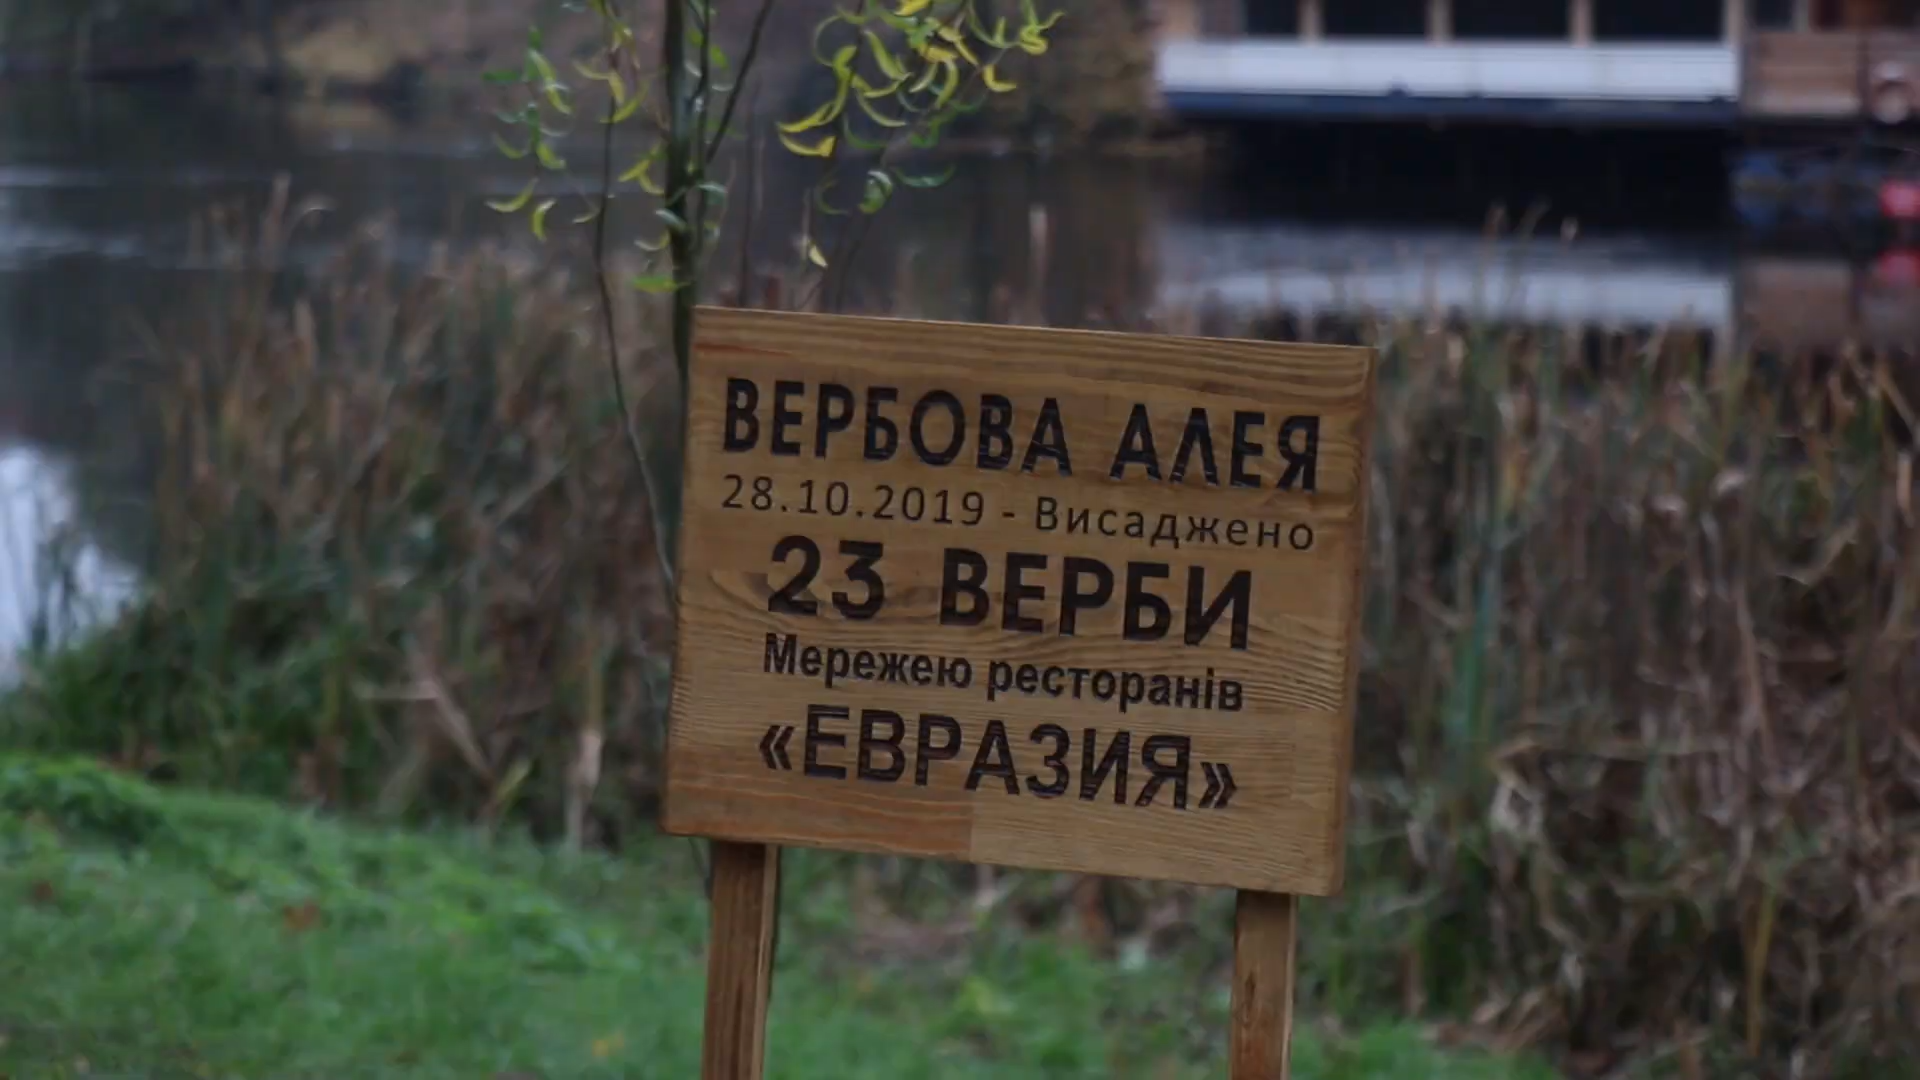 ВЕРБОВА АЛЕЯ
28.10.2019 - Висаджено
23 ВЕРБИ
Мережею ресторанів
«ЕВРАЗИЯ»